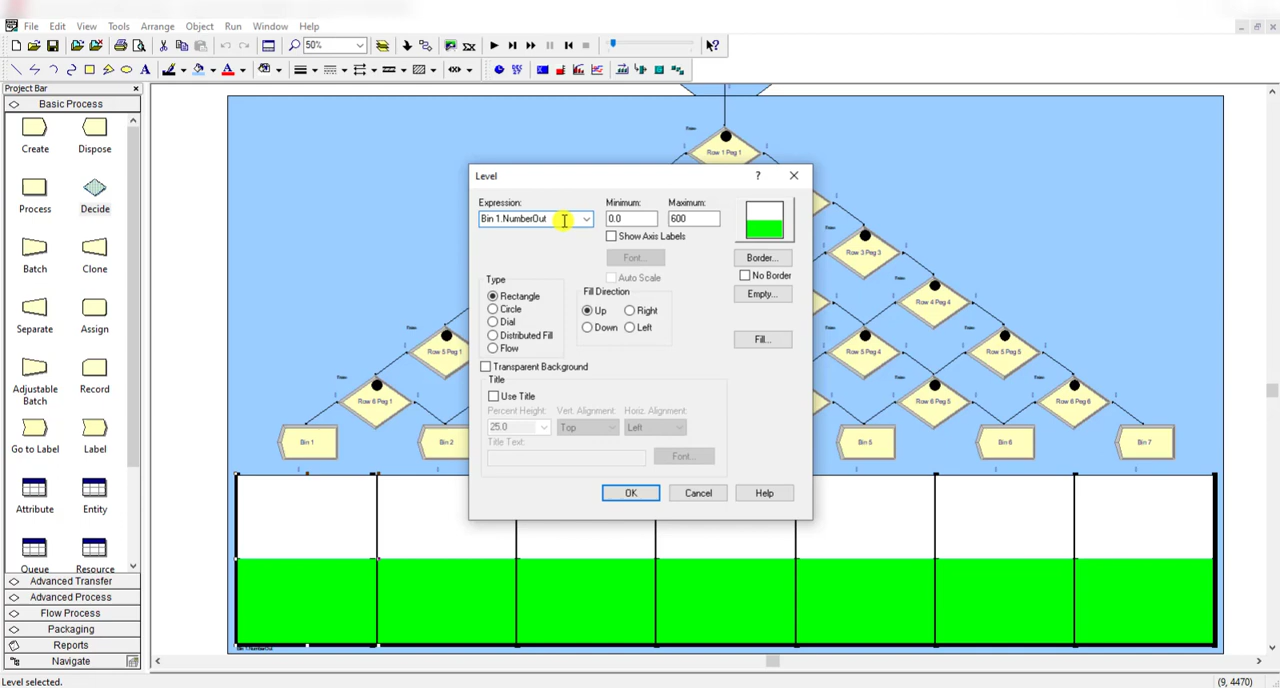 File Edit View Tools Arrange Object Run Window Help
50%
Project Bar
Basic Process
Create Dispose
Process Decide
Batch Clone
Separate Assign
Adjustable Batch Record
Go to Label Label
Attribute Entity
Queue Resource
Advanced Transfer
Advanced Process
Flow Process
Packaging
Reports
Navigate
Row 1 Peg 1
Row 3 Peg 3
Row 4 Peg 4
Row 5 Peg 1
Row 5 Peg 4
Row 5 Peg 5
Row 6 Peg 1
Row 6 Peg 5
Row 6 Peg 6
Bin 1
Bin 2
Bin 5
Bin 6
Bin 7
Bin 1.NumberOut
Level
Expression: Minimum: Maximum:
Bin 1.NumberOut 0.0 600
Show Axis Labels
Font...
Auto Scale
Border...
No Border
Empty...
Fill...
Type
Rectangle
Circle
Dial
Distributed Fill
Flow
Fill Direction
Up Right
Down Left
Transparent Background
Title
Use Title
Percent Height: Vert. Alignment: Horiz. Alignment:
25.0 Top Left
Title Text:
Font...
OK Cancel Help
Level selected.
(9, 4470)